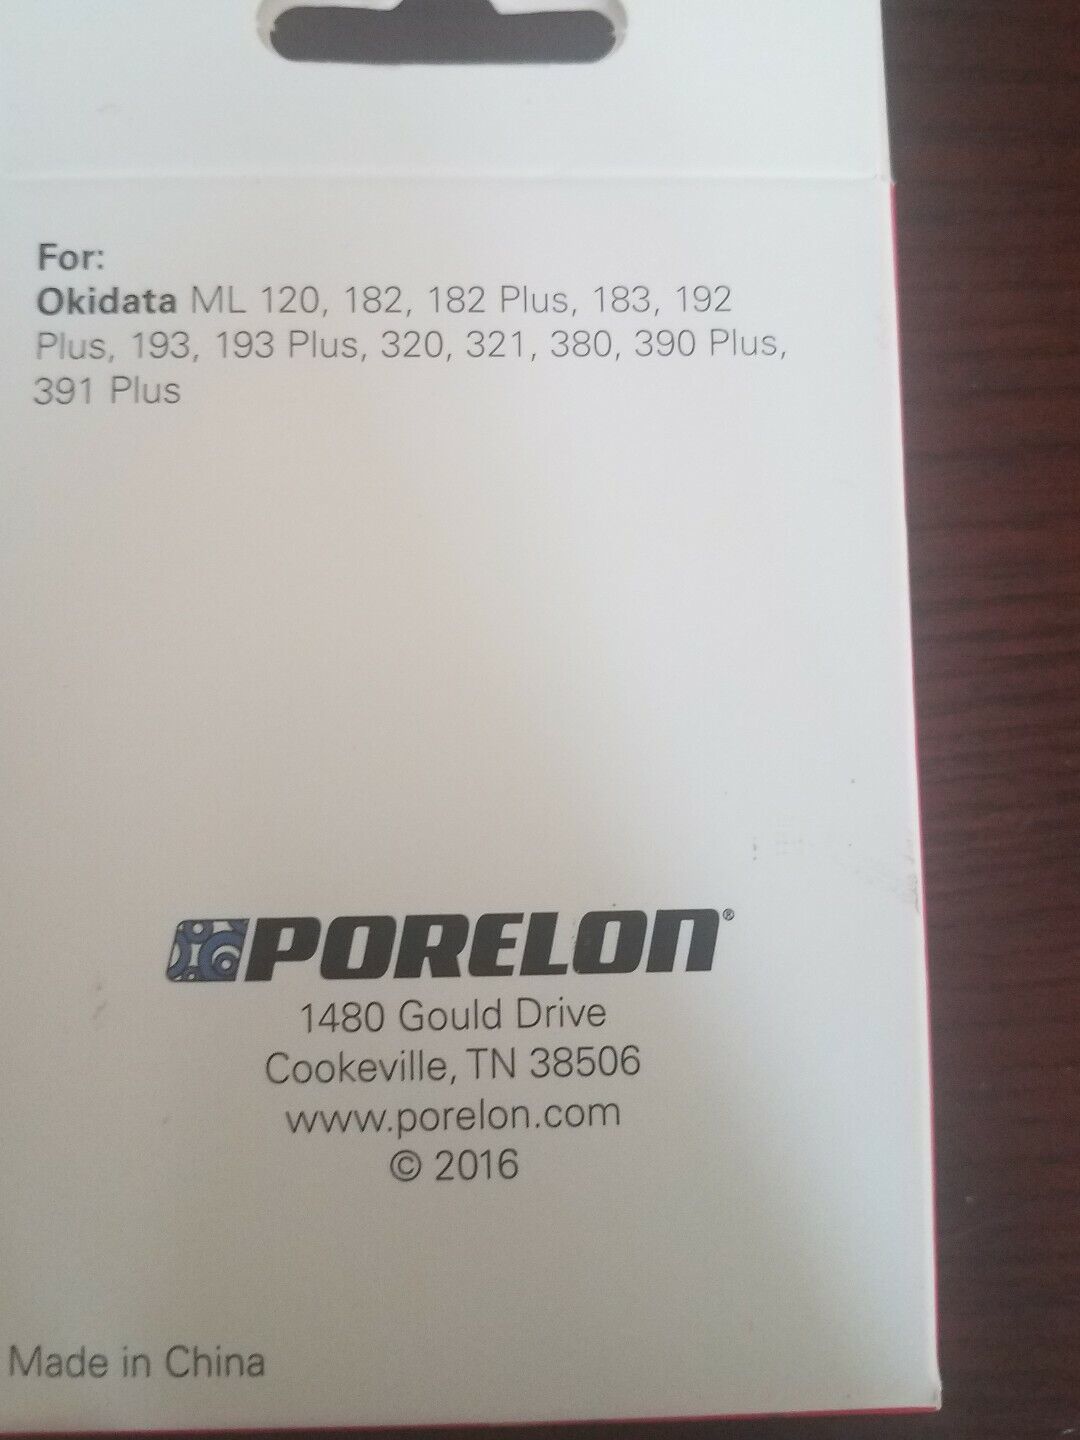 For:
Okidata ML 120, 182, 182 Plus, 183, 192
Plus, 193, 193 Plus, 320, 321, 380, 390 Plus,
391 Plus
PORELON®
1480 Gould Drive
Cookeville, TN 38506
www.porelon.com
© 2016
Made in China